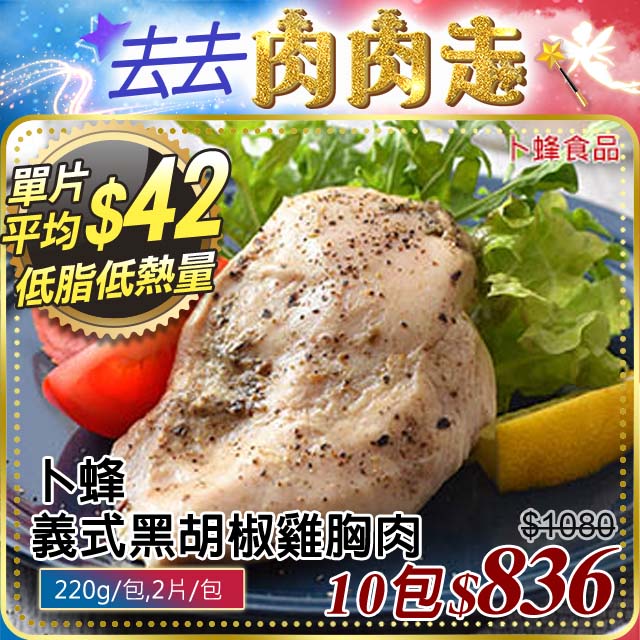 去去肉肉走
卜蜂食品
單片
平均$42
低脂低熱量
卜蜂
義式黑胡椒雞胸肉
$1080
220g/包,2片/包
10包$836